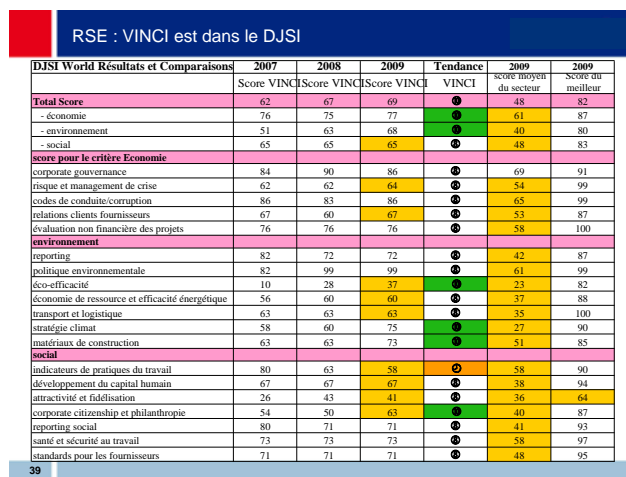 RSE : VINCI est dans le DJSI
DJSI World Résultats et Comparaisons 2007 2008 2009 Tendance 2009 2009
Score VINCI Score VINCI Score VINCI VINCI score moyen du secteur Score du meilleur
Total Score 62 67 69 48 82
- économie 76 75 77 61 87
- environnement 51 63 68 40 80
- social 65 65 65 48 83
score pour le critère Economie
corporate gouvernance 84 90 86 69 91
risque et management de crise 62 62 64 54 99
codes de conduite/corruption 86 83 86 65 99
relations clients fournisseurs 67 60 67 53 87
évaluation non financière des projets 76 76 76 58 100
environnement
reporting 82 72 72 42 87
politique environnementale 82 99 99 61 99
éco-efficacité 10 28 37 23 82
économie de ressource et efficacité énergétique 56 60 60 37 88
transport et logistique 63 63 63 35 100
stratégie climat 58 60 75 27 90
matériaux de construction 63 63 73 51 85
social
indicateurs de pratiques du travail 80 63 58 58 90
développement du capital humain 67 67 67 38 94
attractivité et fidélisation 26 43 41 36 64
corporate citizenship et philanthropie 54 50 63 40 87
reporting social 80 71 71 41 93
santé et sécurité au travail 73 73 73 58 97
standards pour les fournisseurs 71 71 71 48 95
39